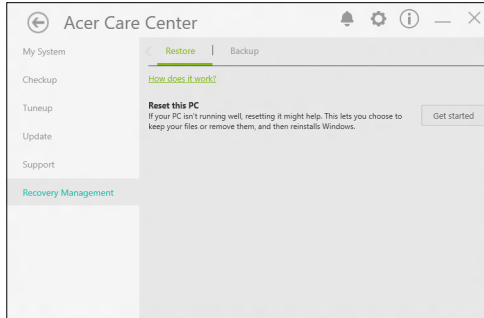 Acer Care Center
My System
Checkup
Tuneup
Update
Support
Recovery Management
Restore
Backup
How does it work?
Reset this PC
If your PC isn't running well, resetting it might help. This lets you choose to
keep your files or remove them, and then reinstalls Windows.
Get started